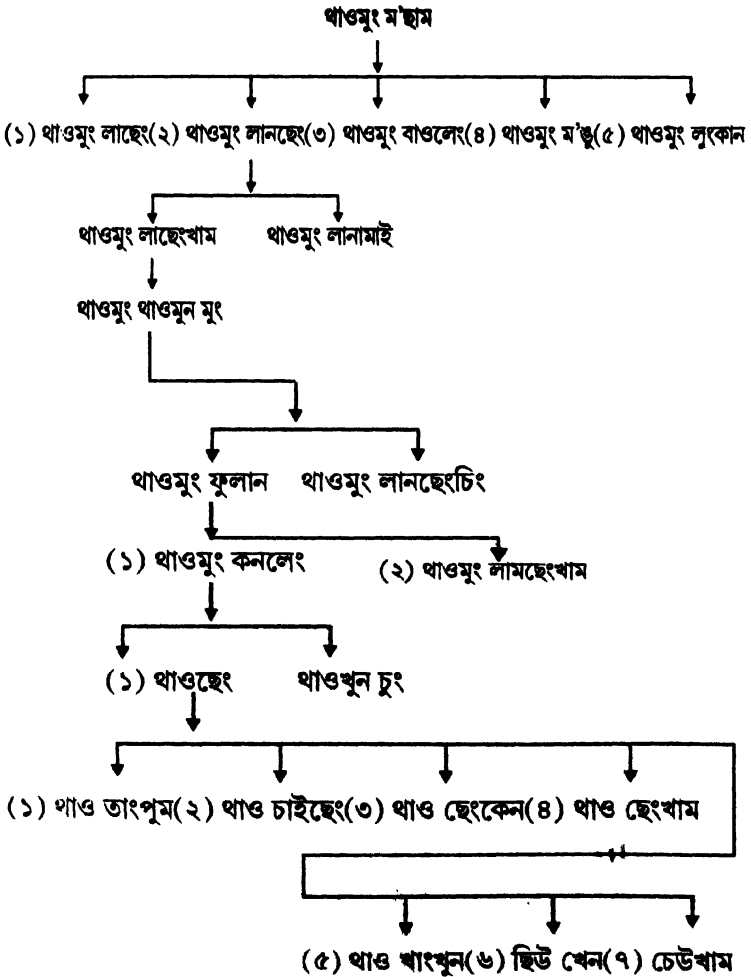 থাওমুং ম'ছাম
(১) থাওমুং লাছেং(২) থাওমুং লানছেং(৩) থাওমুং বাওলেং(৪) থাওমুং ম'ঙু(৫) থাওমুং লুংকান
থাওমুং লাছেংখাম থাওমুং লানামাই
থাওমুং থাওমুন মুং
থাওমুং ফুলান থাওমুং লানছেংচিং
(১) থাওমুং কনলেং (২) থাওমুং লামছেংখাম
(১) থাওছেং থাওখুন চুং
(১) থাও তাংপুম(২) থাও চাইছেং(৩) থাও ছেংকেন(৪) থাও ছেংখাম
(৫) থাও খাংখুন(৬) ছিউ খেন(৭) চেউখাম